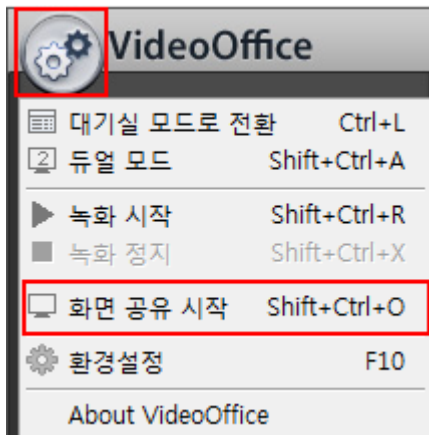 VideoOffice
대기실 모드로 전환 Ctrl+L
2 듀얼 모드 Shift+Ctrl+A
녹화 시작 Shift+Ctrl+R
녹화 정지 Shift+Ctrl+X
화면 공유 시작 Shift+Ctrl+O
환경설정 F10
About VideoOffice